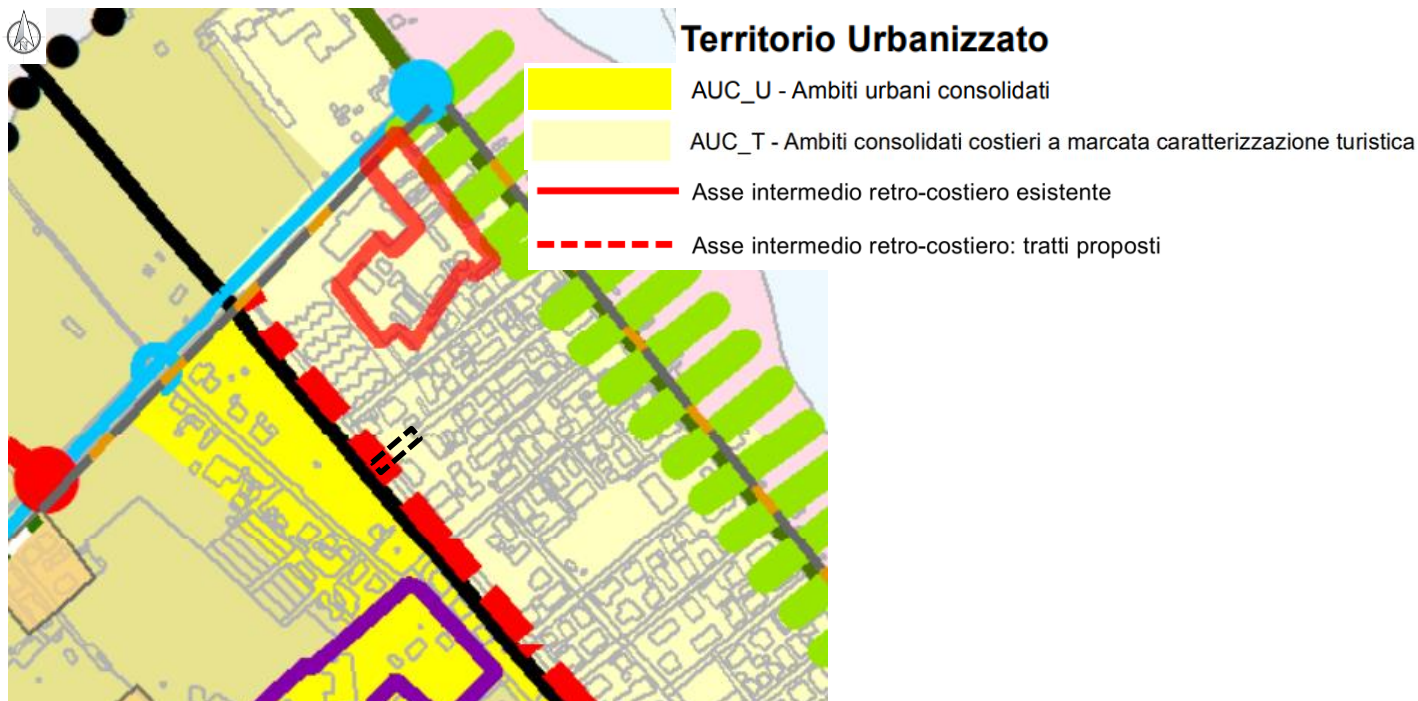 Territorio Urbanizzato
AUC_U - Ambiti urbani consolidati
AUC_T - Ambiti consolidati costieri a marcata caratterizzazione turistica
Asse intermedio retro-costiero esistente
Asse intermedio retro-costiero: tratti proposti